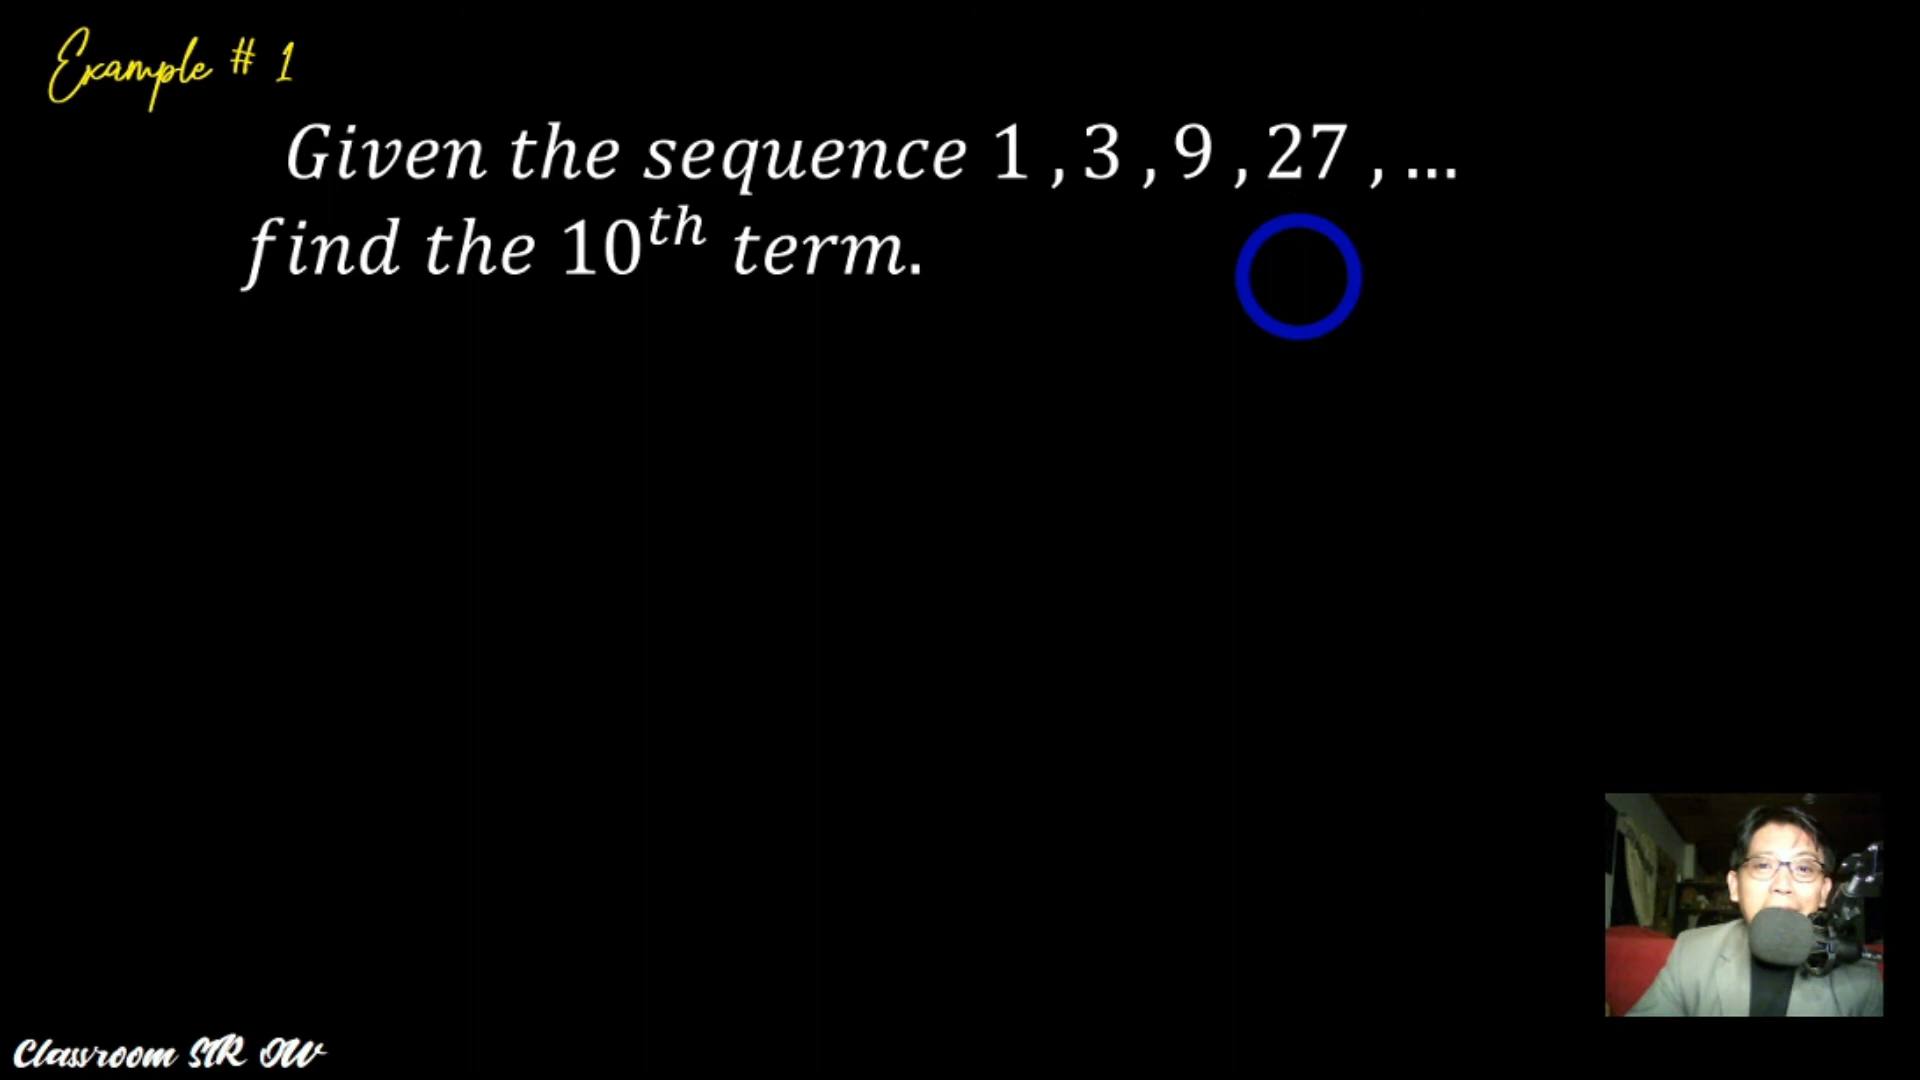 Example # 1
Given the sequence 1 , 3 , 9 , 27 , ...
find the 10th term.
Classroom SIR OW